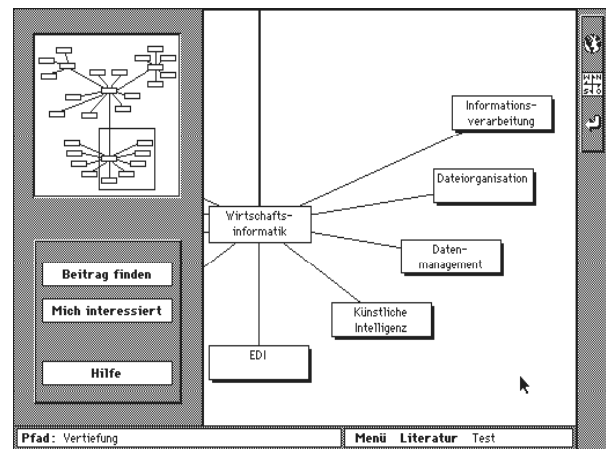 Informations-
verarbeitung
Dateiorganisation
Wirtschafts-
informatik
Daten-
management
Künstliche
Intelligenz
EDI
Beitrag finden
Mich interessiert
Hilfe
Pfad: Vertiefung
Menü Literatur Test
W N
S O